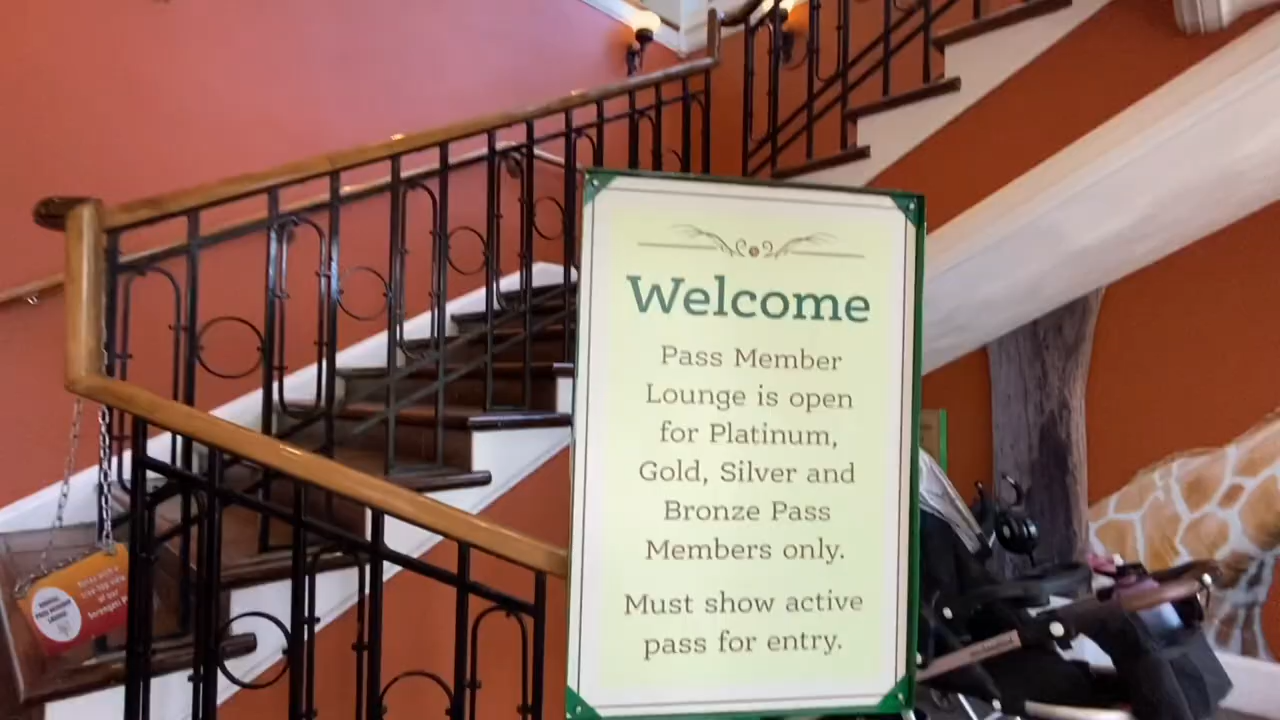 Welcome
Pass Member
Lounge is open
for Platinum,
Gold, Silver and
Bronze Pass
Members only.
Must show active
pass for entry.